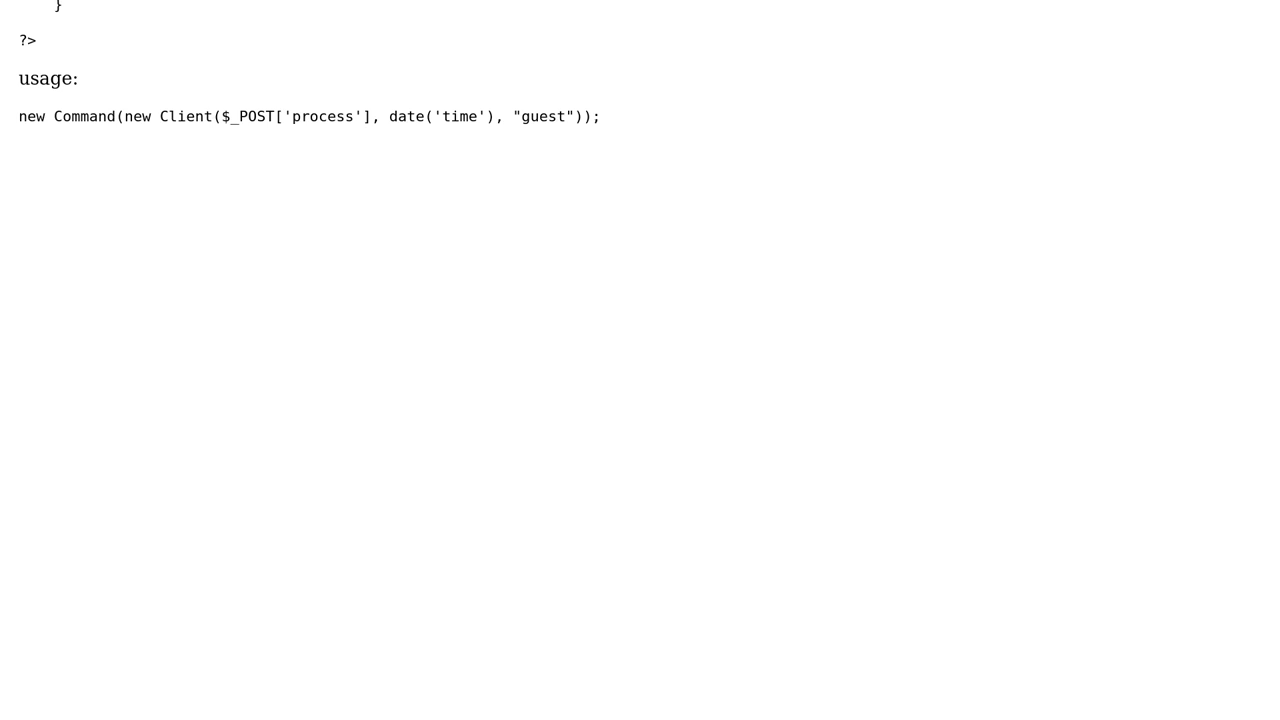 }
?>
usage:
new Command(new Client($_POST['process'], date('time'), "guest"));